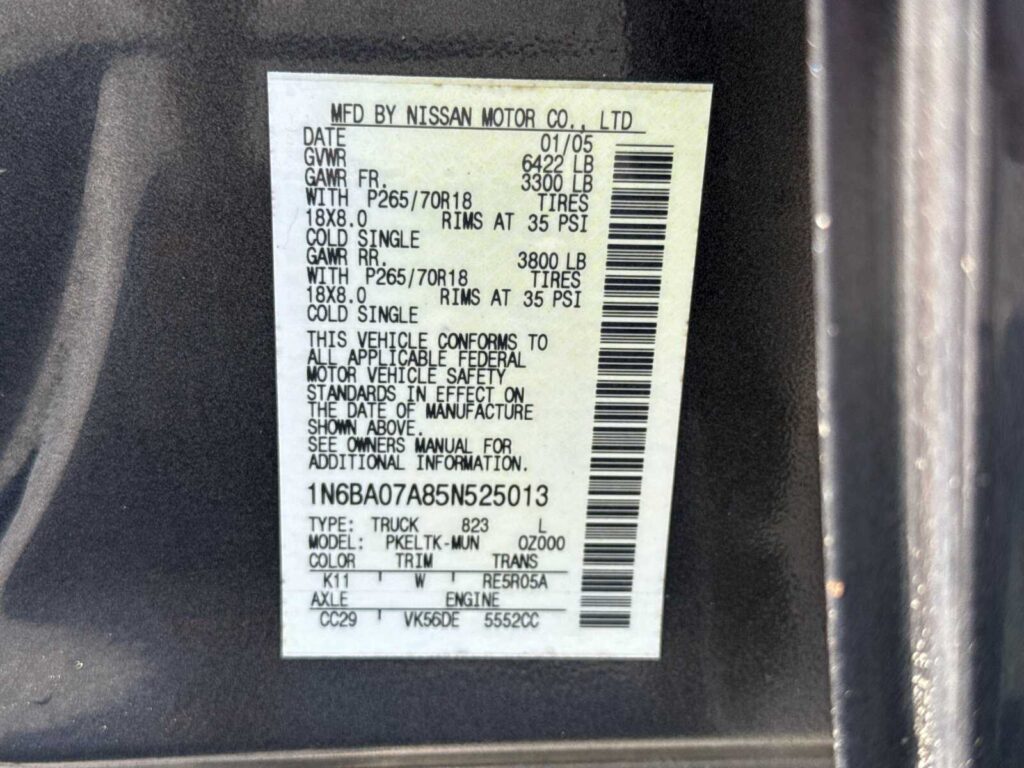 MFD BY NISSAN MOTOR CO., LTD
DATE 01/05
GVWR 6422 LB
GAWR FR. 3300 LB
WITH P265/70R18 TIRES
18X8.0 RIMS AT 35 PSI
COLD SINGLE
GAWR RR. 3800 LB
WITH P265/70R18 TIRES
18X8.0 RIMS AT 35 PSI
COLD SINGLE
THIS VEHICLE CONFORMS TO
ALL APPLICABLE FEDERAL
MOTOR VEHICLE SAFETY
STANDARDS IN EFFECT ON
THE DATE OF MANUFACTURE
SHOWN ABOVE.
SEE OWNERS MANUAL FOR
ADDITIONAL INFORMATION.
1N6BA07A85N525013
TYPE: TRUCK 823 L
MODEL: PKELTK-MUN 0Z000
COLOR TRIM TRANS
K11 W RE5R05A
AXLE ENGINE
CC29 VK56DE 5552CC